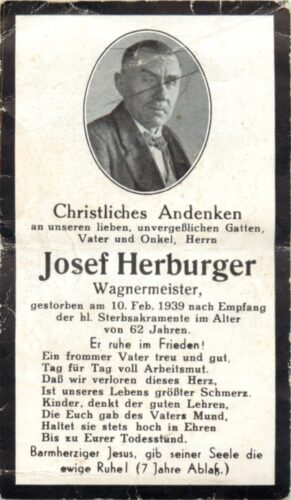 Christliches Andenken
an unseren lieben, unvergeßlichen Gatten,
Vater und Onkel, Herrn
Josef Herburger
Wagnermeister,
gestorben am 10. Feb. 1939 nach Empfang
der hl. Sterbsakramente im Alter
von 62 Jahren.
Er ruhe im Frieden!
Ein frommer Vater treu und gut,
Tag für Tag voll Arbeitsmut.
Daß wir verloren dieses Herz,
Ist unseres Lebens größter Schmerz.
Kinder, denkt der guten Lehren,
Die Euch gab des Vaters Mund,
Haltet sie stets hoch in Ehren
Bis zu Eurer Todesstund.
Barmherziger Jesus, gib seiner Seele die
ewige Ruhe! (7 Jahre Ablaß.)